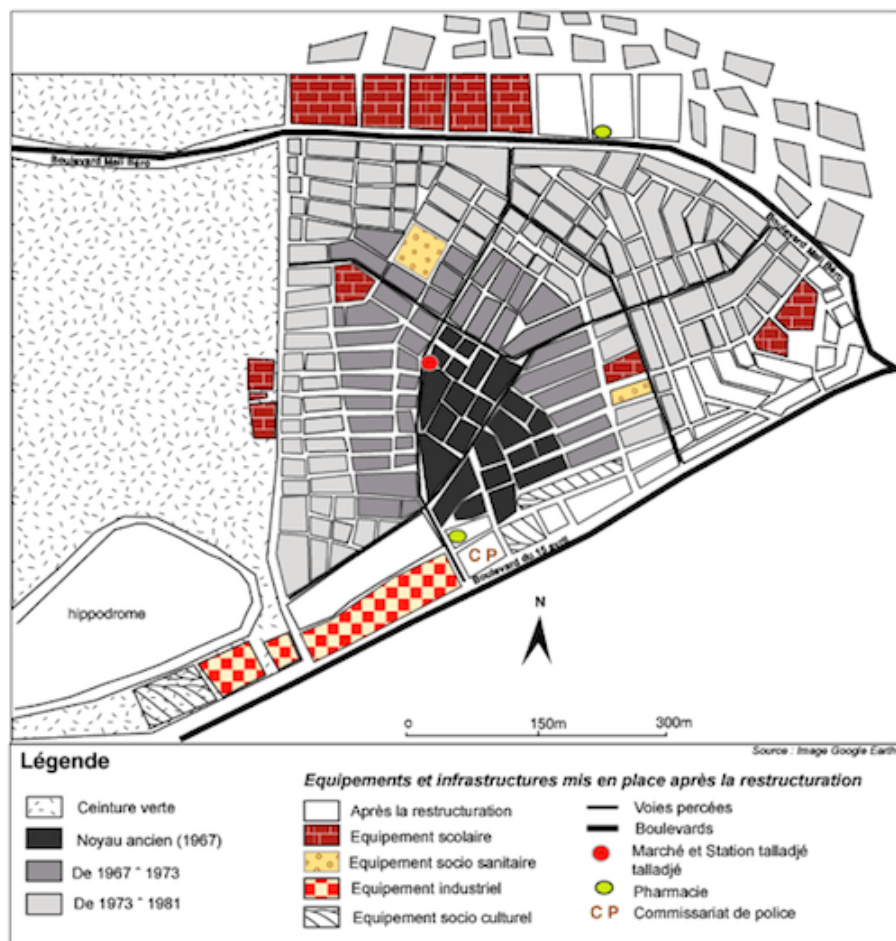 Boulevard Mali Béro
Boulevard Mali Béro
hippodrome
C P
Boulevard du 15 avril
N
0 150m 300m
Source : Image Google Earth
Légende
Ceinture verte
Noyau ancien (1967)
De 1967 ˆ 1973
De 1973 ˆ 1981
Equipements et infrastructures mis en place après la restructuration
Après la restructuration
Equipement scolaire
Equipement socio sanitaire
Equipement industriel
Equipement socio culturel
Voies percées
Boulevards
Marché et Station talladjé
talladjé
Pharmacie
C P Commissariat de police